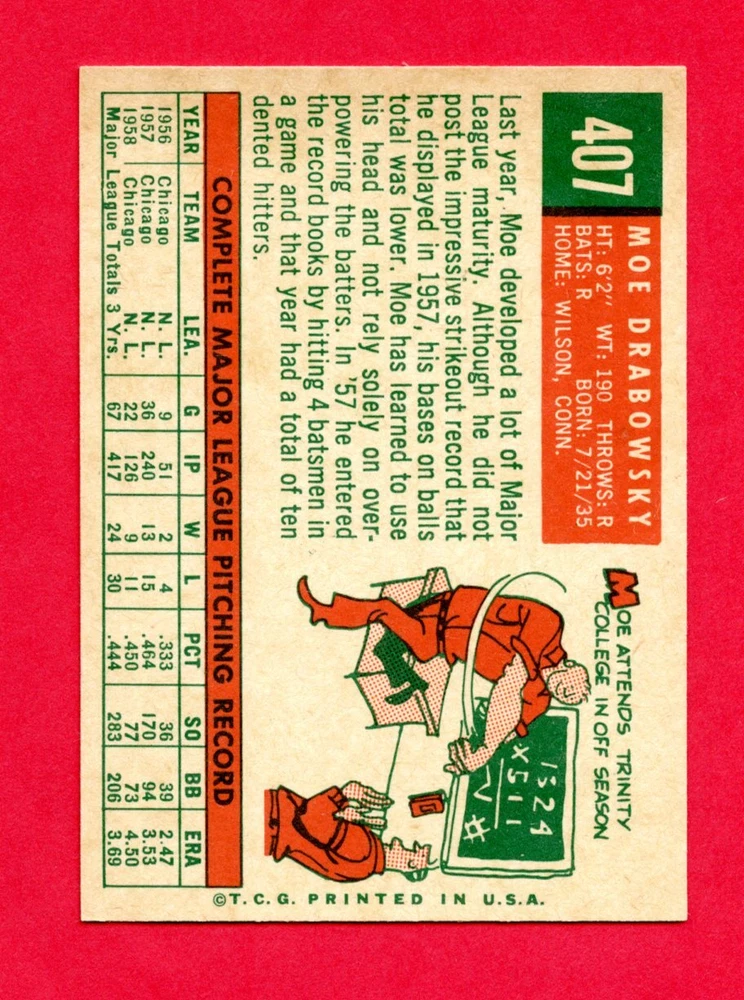 407
MOE DRABOWSKY
HT: 6'2" WT: 190 THROWS: R
BATS: R BORN: 7/21/35
HOME: WILSON, CONN.
Last year, Moe developed a lot of Major
League maturity. Although he did not
post the impressive strikeout record that
he displayed in 1957, his bases on balls
total was lower. Moe has learned to use
his head and not rely solely on over-
powering the batters. In '57 he entered
the record books by hitting 4 batsmen in
a game and that year had a total of ten
dented hitters.
MOE ATTENDS TRINITY
COLLEGE IN OFF SEASON
1324
x511
COMPLETE MAJOR LEAGUE PITCHING RECORD
YEAR TEAM LEA. G IP W L PCT SO BB ERA
1956 Chicago N. L. 9 51 2 4 .333 36 39 2.47
1957 Chicago N. L. 36 240 13 15 .464 170 94 3.53
1958 Chicago N. L. 22 126 9 11 .450 77 73 4.50
Major League Totals 3 Yrs. 67 417 24 30 .444 283 206 3.69
©T.C.G. PRINTED IN U.S.A.